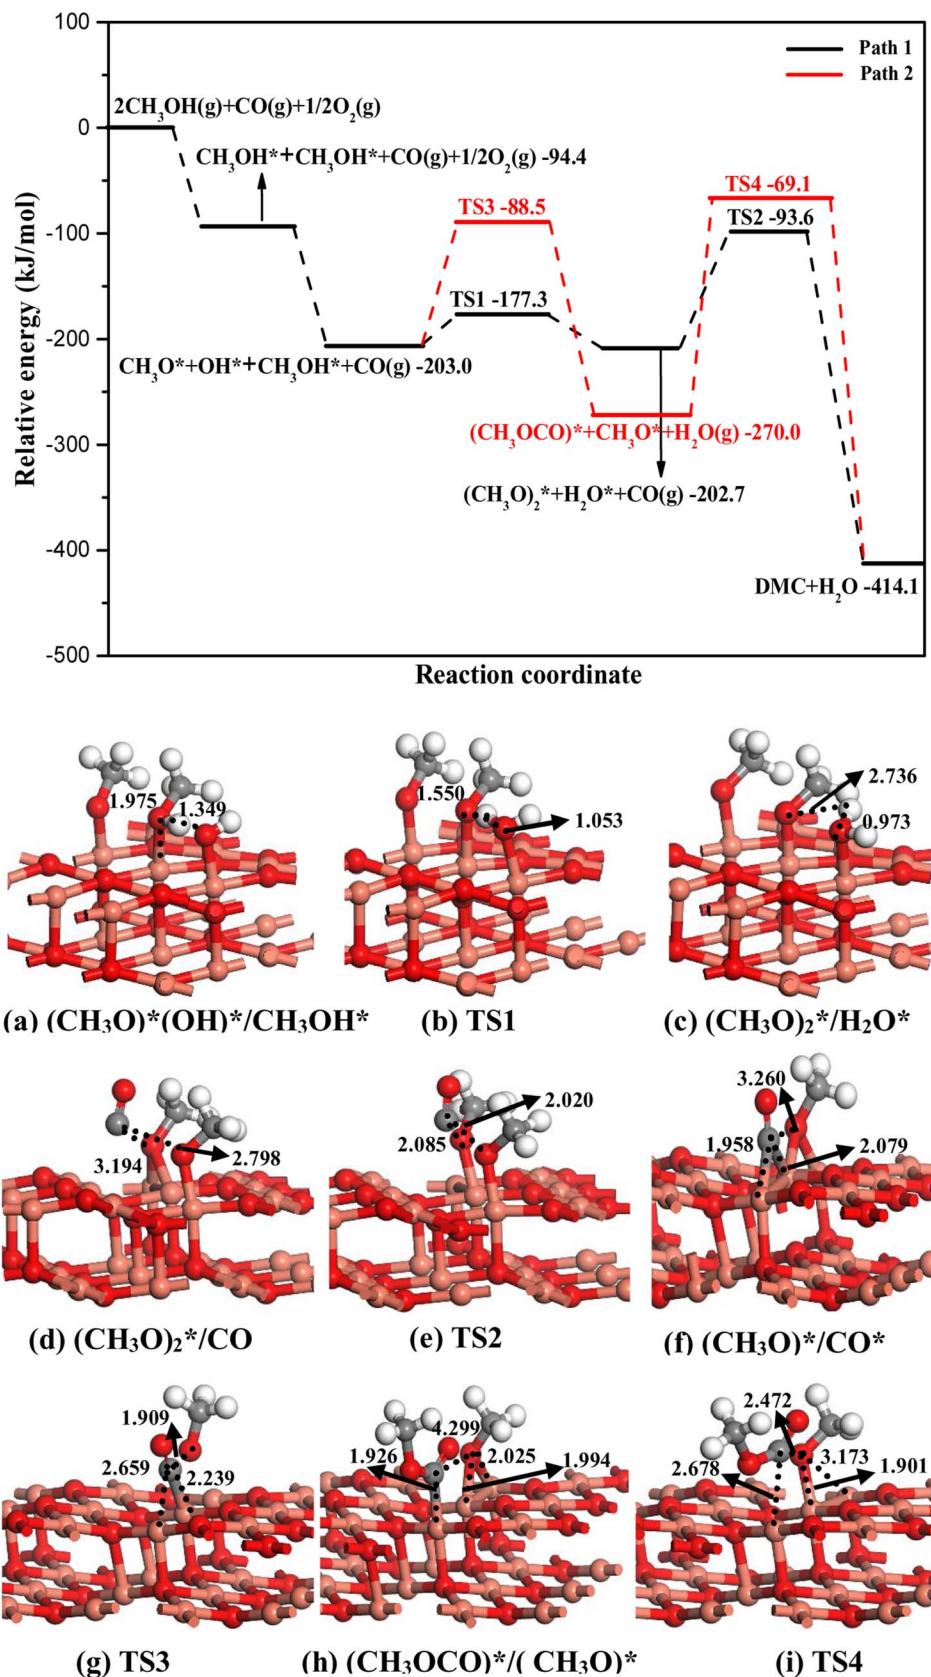 100
0
-100
-200
-300
-400
-500
Relative energy (kJ/mol)
Reaction coordinate
Path 1
Path 2
2CH₃OH(g)+CO(g)+1/2O₂(g)
CH₃OH*+CH₃OH*+CO(g)+1/2O₂(g) -94.4
TS4 -69.1
TS3 -88.5
TS2 -93.6
TS1 -177.3
CH₃O*+OH*+CH₃OH*+CO(g) -203.0
(CH₃OCO)*+CH₃O*+H₂O(g) -270.0
(CH₃O)₂*+H₂O*+CO(g) -202.7
DMC+H₂O -414.1
1.975
1.349
1.550
1.053
2.736
0.973
(a) (CH₃O)*(OH)*/CH₃OH*
(b) TS1
(c) (CH₃O)₂*/H₂O*
3.194
2.798
2.020
2.085
3.260
1.958
2.079
(d) (CH₃O)₂*/CO
(e) TS2
(f) (CH₃O)*/CO*
1.909
2.659
2.239
4.299
1.926
2.025
1.994
2.472
2.678
3.173
1.901
(g) TS3
(h) (CH₃OCO)*/( CH₃O)*
(i) TS4